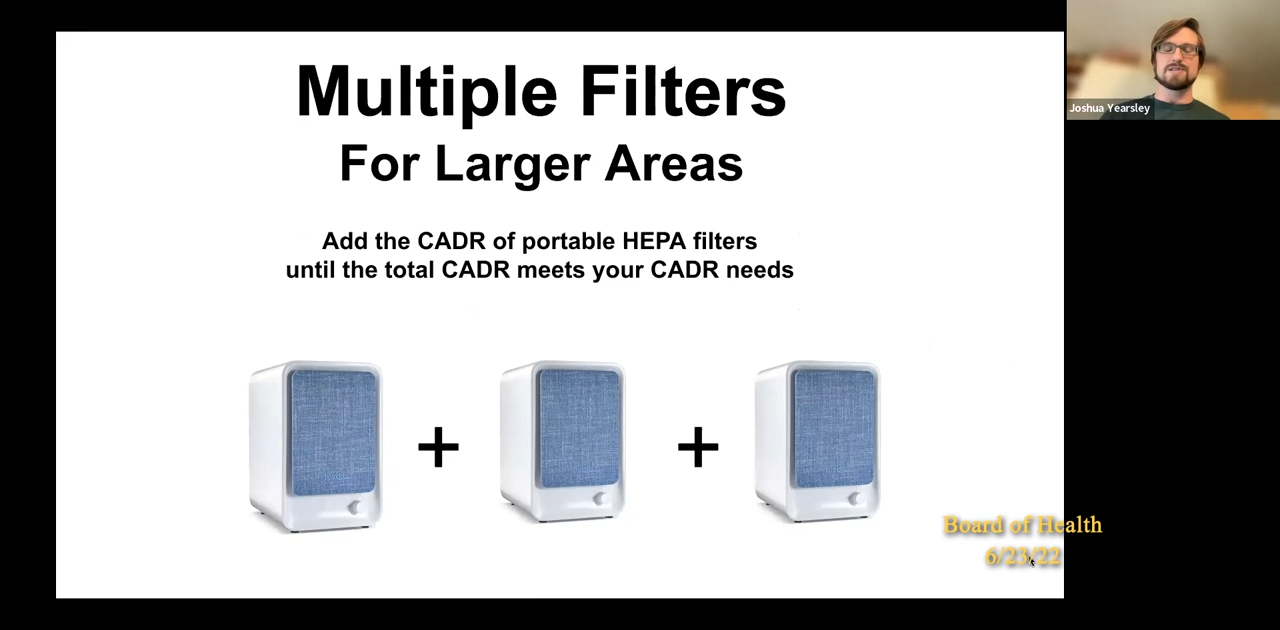 Multiple Filters
For Larger Areas
Add the CADR of portable HEPA filters
until the total CADR meets your CADR needs
+ +
Joshua Yearsley
Board of Health
6/23/22